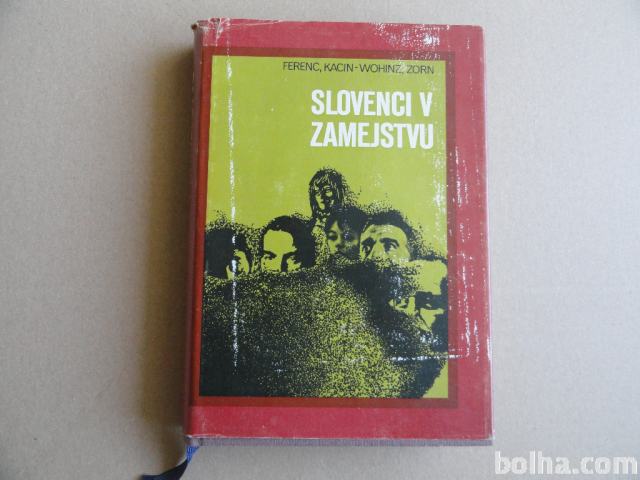 FERENC, KACIN-WOHINZ, ZORN
SLOVENCI V
ZAMEJSTVU
bolha.com